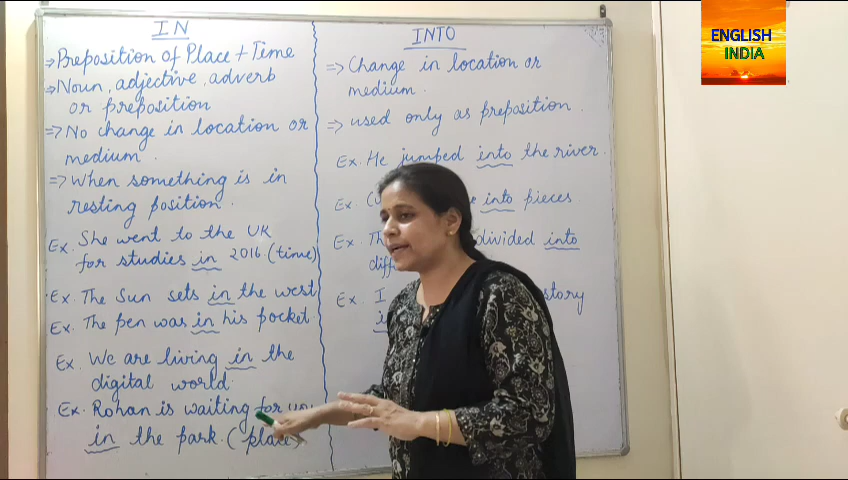 IN
→ Preposition of Place + Time
→ Noun, adjective, adverb
or preposition
⇒ No change in location or
medium.
⇒ When something is in
resting position.
Ex. She went to the UK
for studies in 2016. (time)
Ex. The Sun sets in the west
Ex. The pen was in his pocket
Ex. We are living in the
digital world.
Ex. Rohan is waiting for
in the park. (place)
INTO
⇒ Change in location or
medium.
⇒ used only as preposition.
Ex. He jumped into the river.
Ex. into pieces.
Ex. divided into
Ex. I story
ENGLISH
INDIA